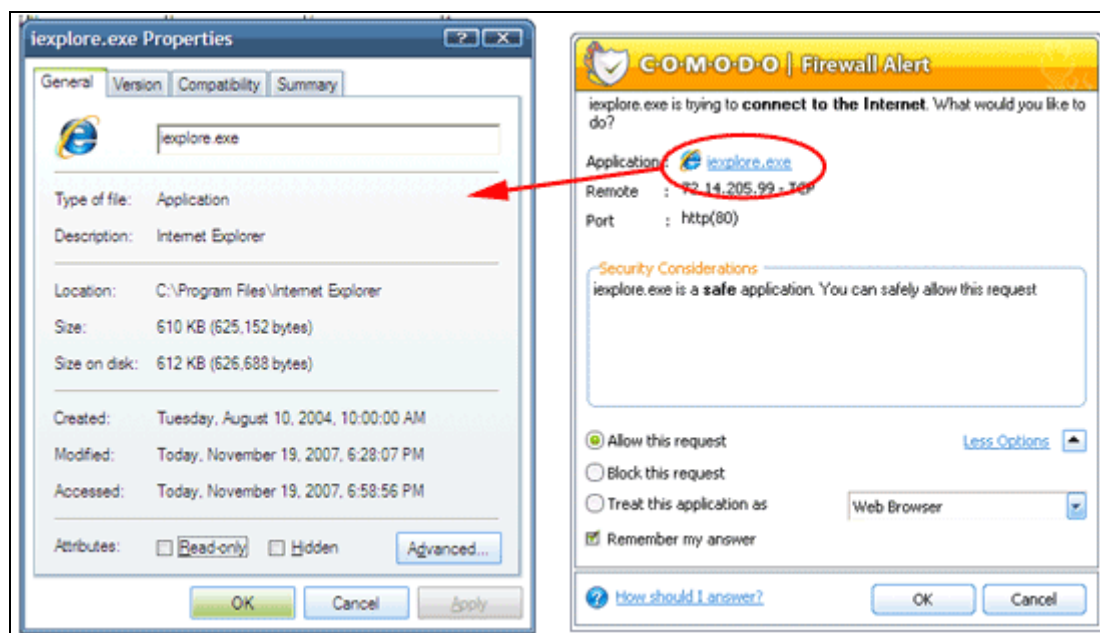 iexplore.exe Properties
General Version Compatibility Summary
iexplore.exe
Type of file: Application
Description: Internet Explorer
Location: C:\Program Files\Internet Explorer
Size: 610 KB (625,152 bytes)
Size on disk: 612 KB (626,688 bytes)
Created: Tuesday, August 10, 2004, 10:00:00 AM
Modified: Today, November 19, 2007, 6:28:07 PM
Accessed: Today, November 19, 2007, 6:58:56 PM
Attributes: Read-only Hidden Advanced...
OK Cancel Apply
C·O·M·O·D·O | Firewall Alert
iexplore.exe is trying to connect to the Internet. What would you like to
do?
Application : iexplore.exe
Remote : 72.14.205.99 - TCP
Port : http(80)
Security Considerations
iexplore.exe is a safe application. You can safely allow this request
Allow this request Less Options
Block this request
Treat this application as Web Browser
Remember my answer
How should I answer? OK Cancel